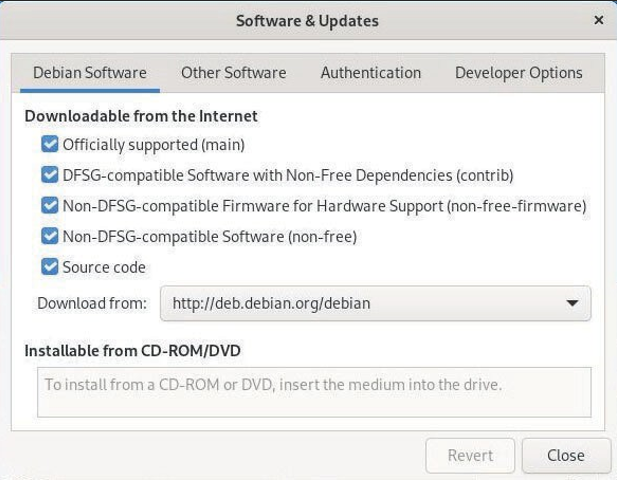 Software & Updates ×
Debian Software Other Software Authentication Developer Options
Downloadable from the Internet
Officially supported (main)
DFSG-compatible Software with Non-Free Dependencies (contrib)
Non-DFSG-compatible Firmware for Hardware Support (non-free-firmware)
Non-DFSG-compatible Software (non-free)
Source code
Download from: http://deb.debian.org/debian
Installable from CD-ROM/DVD
To install from a CD-ROM or DVD, insert the medium into the drive.
Revert Close